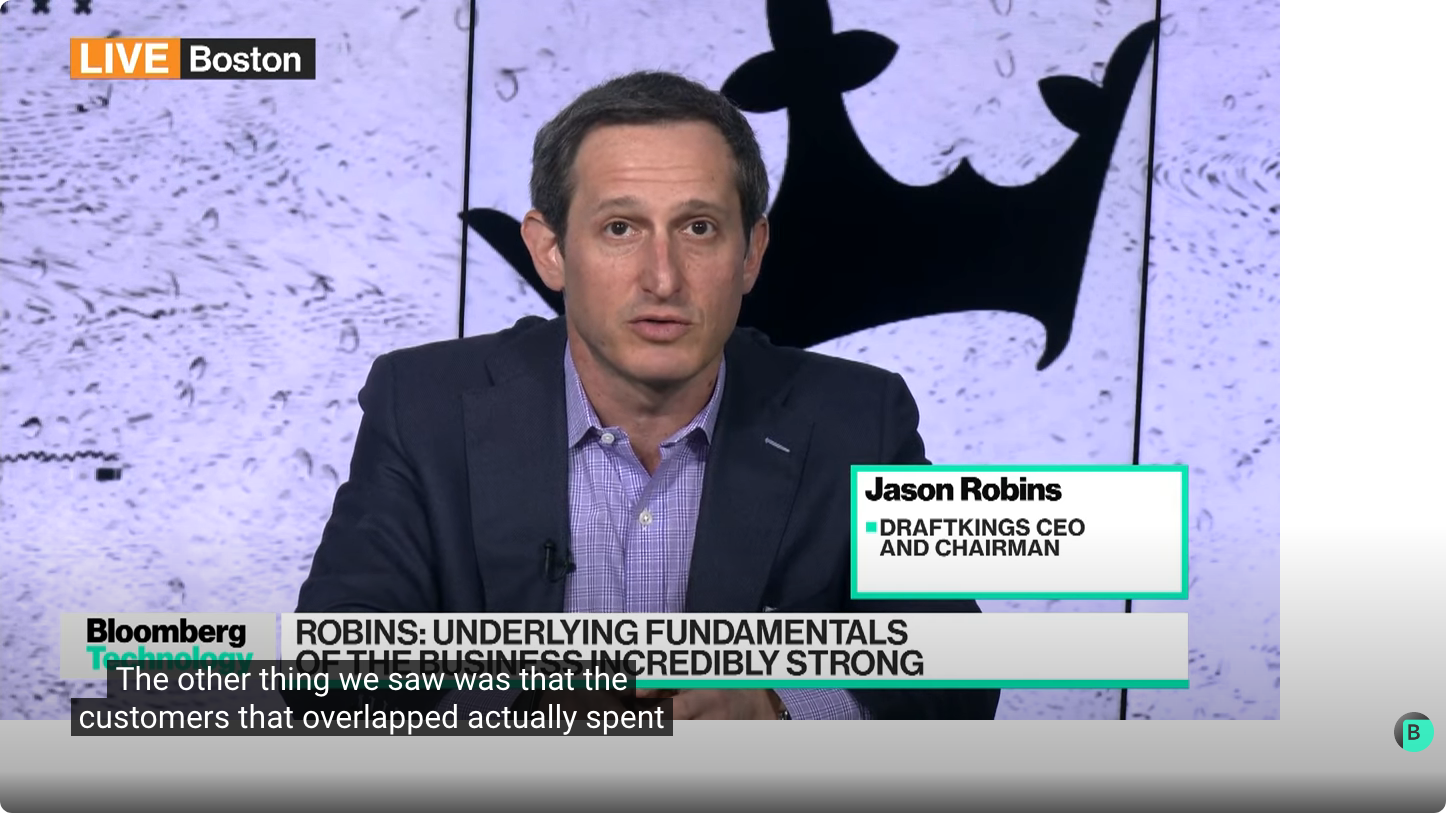 LIVE Boston
Jason Robins
DRAFTKINGS CEO
AND CHAIRMAN
Bloomberg
Technology
ROBINS: UNDERLYING FUNDAMENTALS
OF THE BUSINESS INCREDIBLY STRONG
The other thing we saw was that the
customers that overlapped actually spent
B